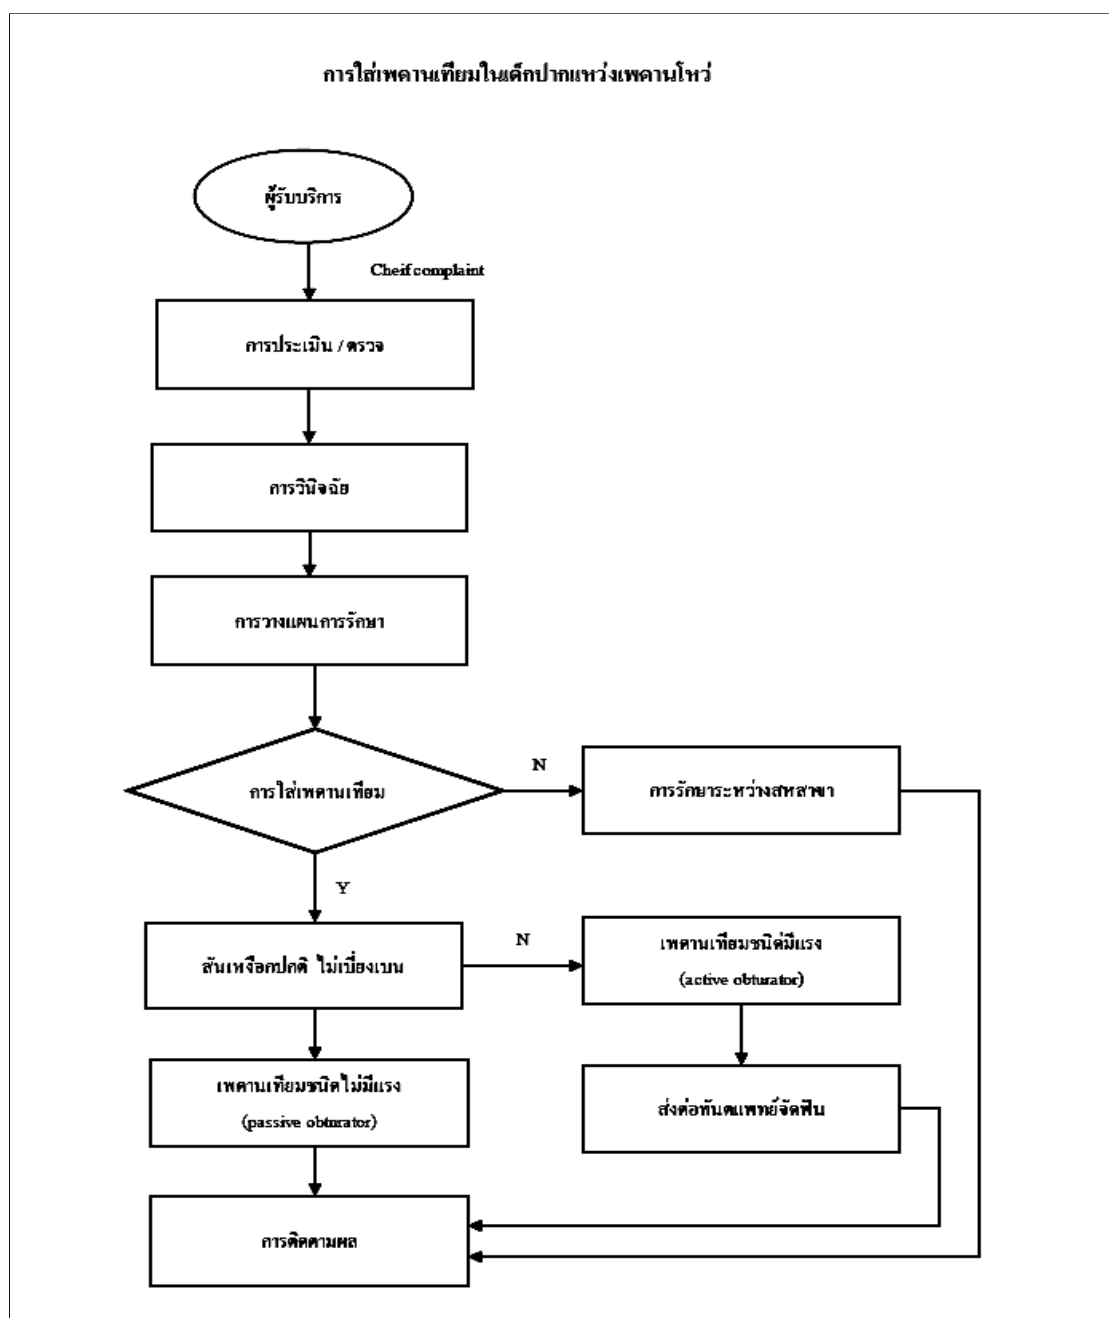 การใส่เพดานเทียมในเด็กปากแหว่งเพดานโหว่
ผู้รับบริการ
Cheif complaint
การประเมิน / ตรวจ
การวินิจฉัย
การวางแผนการรักษา
การใส่เพดานเทียม
N
การรักษาระหว่างสหสาขา
Y
สันเหงือกปกติ ไม่เบี่ยงเบน
N
เพดานเทียมชนิดมีแรง
(active obturator)
เพดานเทียมชนิดไม่มีแรง
(passive obturator)
ส่งต่อทันตแพทย์จัดฟัน
การติดตามผล